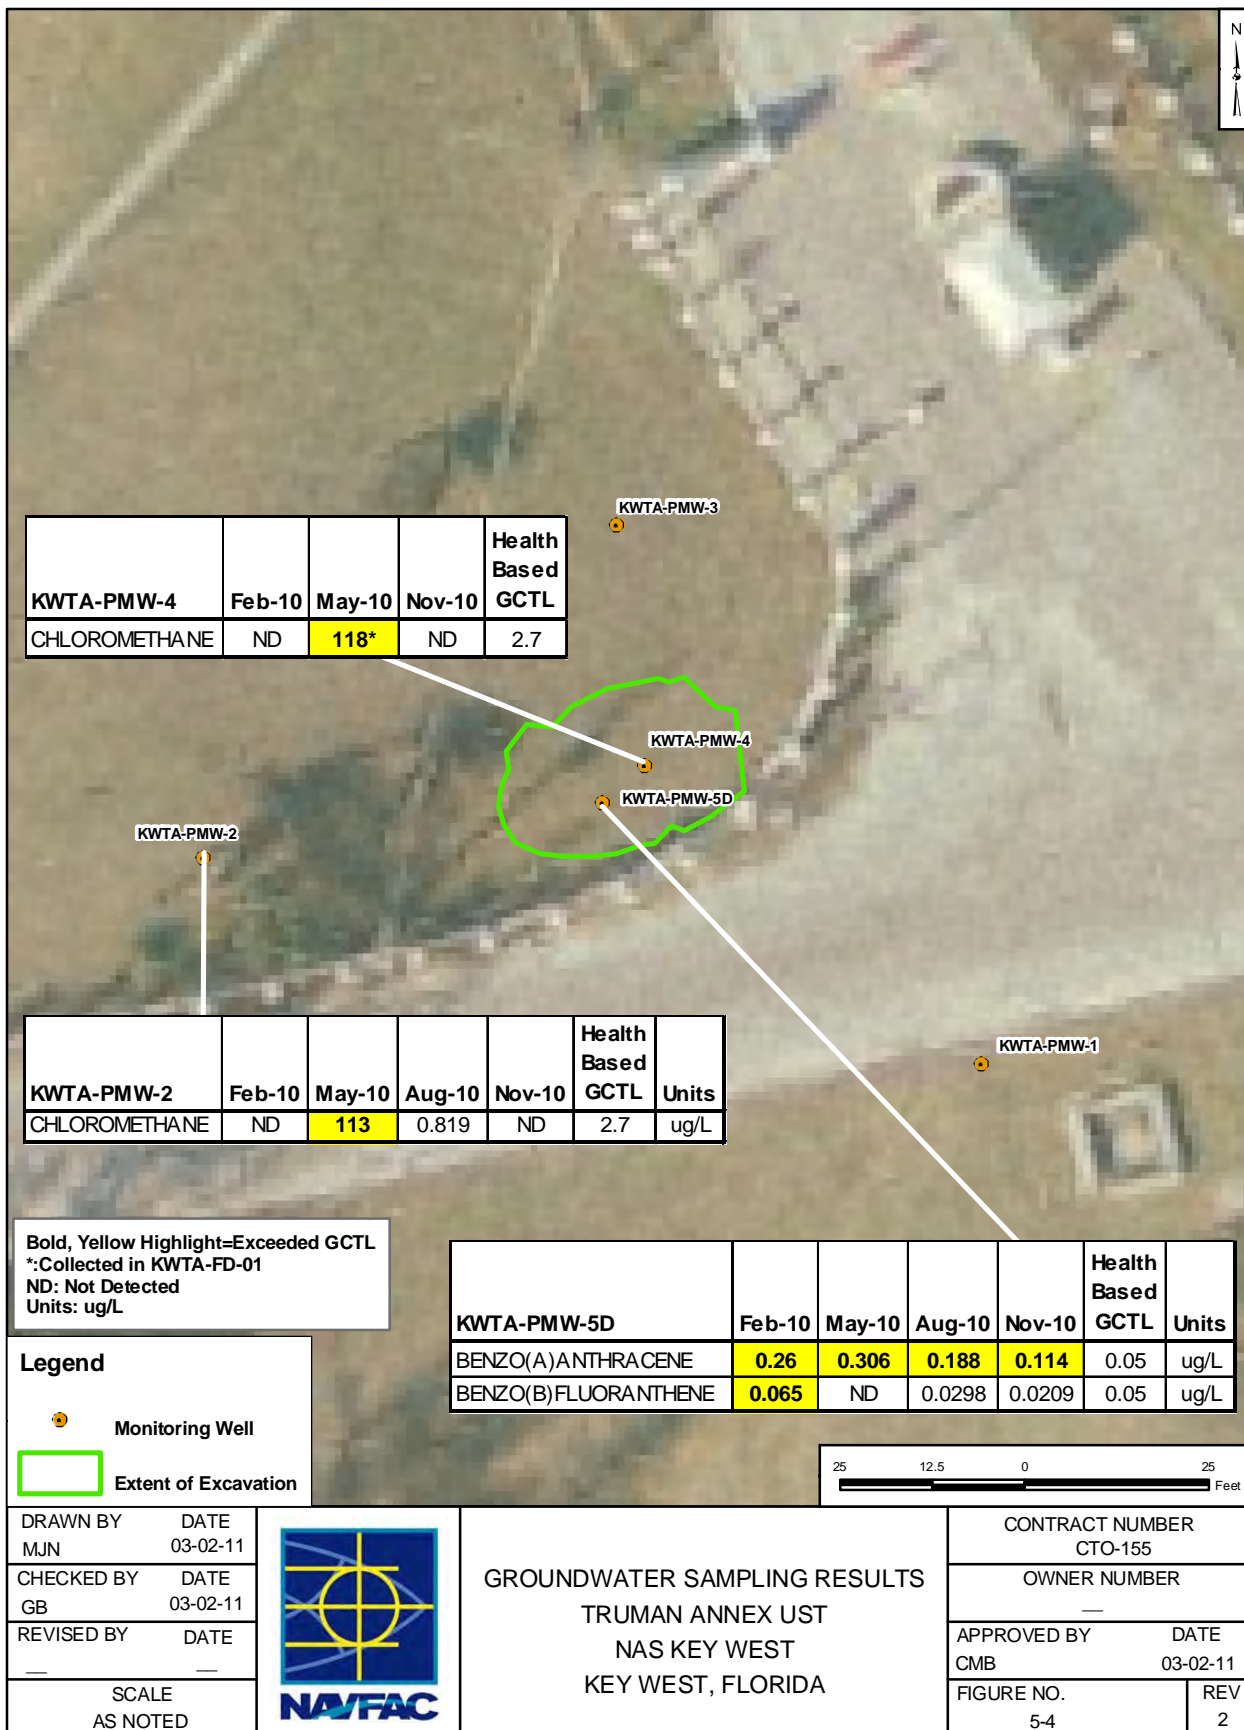 N
KWTA-PMW-3
KWTA-PMW-4 Feb-10 May-10 Nov-10 Health Based GCTL
CHLOROMETHANE ND 118* ND 2.7
KWTA-PMW-4
KWTA-PMW-5D
KWTA-PMW-2
KWTA-PMW-1
KWTA-PMW-2 Feb-10 May-10 Aug-10 Nov-10 Health Based GCTL Units
CHLOROMETHANE ND 113 0.819 ND 2.7 ug/L
Bold, Yellow Highlight=Exceeded GCTL
*:Collected in KWTA-FD-01
ND: Not Detected
Units: ug/L
KWTA-PMW-5D Feb-10 May-10 Aug-10 Nov-10 Health Based GCTL Units
BENZO(A)ANTHRACENE 0.26 0.306 0.188 0.114 0.05 ug/L
BENZO(B)FLUORANTHENE 0.065 ND 0.0298 0.0209 0.05 ug/L
Legend
Monitoring Well
Extent of Excavation
25 12.5 0 25
Feet
DRAWN BY DATE
MJN 03-02-11
CHECKED BY DATE
GB 03-02-11
REVISED BY DATE
__ __
SCALE
AS NOTED
NAVFAC
GROUNDWATER SAMPLING RESULTS
TRUMAN ANNEX UST
NAS KEY WEST
KEY WEST, FLORIDA
CONTRACT NUMBER
CTO-155
OWNER NUMBER
__
APPROVED BY DATE
CMB 03-02-11
FIGURE NO. REV
5-4 2